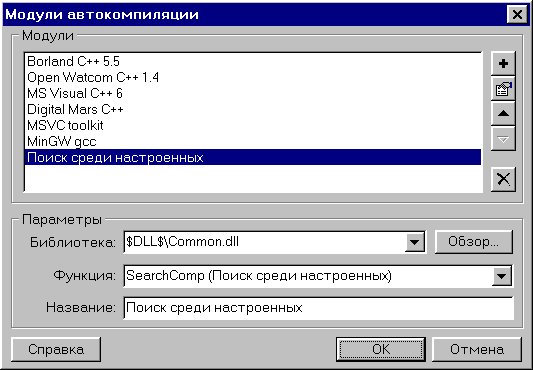 Модули автокомпиляции
Модули
Borland C++ 5.5
Open Watcom C++ 1.4
MS Visual C++ 6
Digital Mars C++
MSVC toolkit
MinGW gcc
Поиск среди настроенных
Параметры
Библиотека: $DLL$\Common.dll Обзор...
Функция: SearchComp (Поиск среди настроенных)
Название: Поиск среди настроенных
Справка OK Отмена